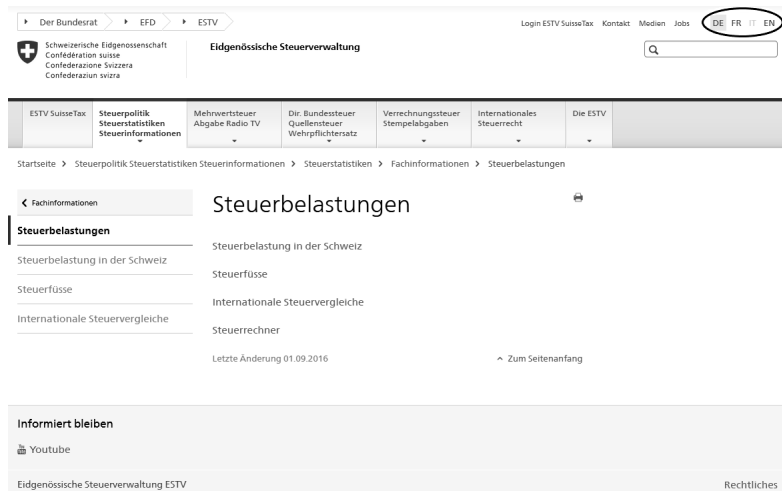 Der Bundesrat EFD ESTV
Login ESTV SuisseTax Kontakt Medien Jobs DE FR IT EN
Schweizerische Eidgenossenschaft
Confédération suisse
Confederazione Svizzera
Confederaziun svizra
Eidgenössische Steuerverwaltung
ESTV SuisseTax
Steuerpolitik
Steuerstatistiken
Steuerinformationen
Mehrwertsteuer
Abgabe Radio TV
Dir. Bundessteuer
Quellensteuer
Wehrpflichtersatz
Verrechnungssteuer
Stempelabgaben
Internationales
Steuerrecht
Die ESTV
Startseite > Steuerpolitik Steuerstatistiken Steuerinformationen > Steuerstatistiken > Fachinformationen > Steuerbelastungen
Fachinformationen
Steuerbelastungen
Steuerbelastung in der Schweiz
Steuerfüsse
Internationale Steuervergleiche
Steuerbelastungen
Steuerbelastung in der Schweiz
Steuerfüsse
Internationale Steuervergleiche
Steuerrechner
Letzte Änderung 01.09.2016
Zum Seitenanfang
Informiert bleiben
Youtube
Eidgenössische Steuerverwaltung ESTV
Rechtliches